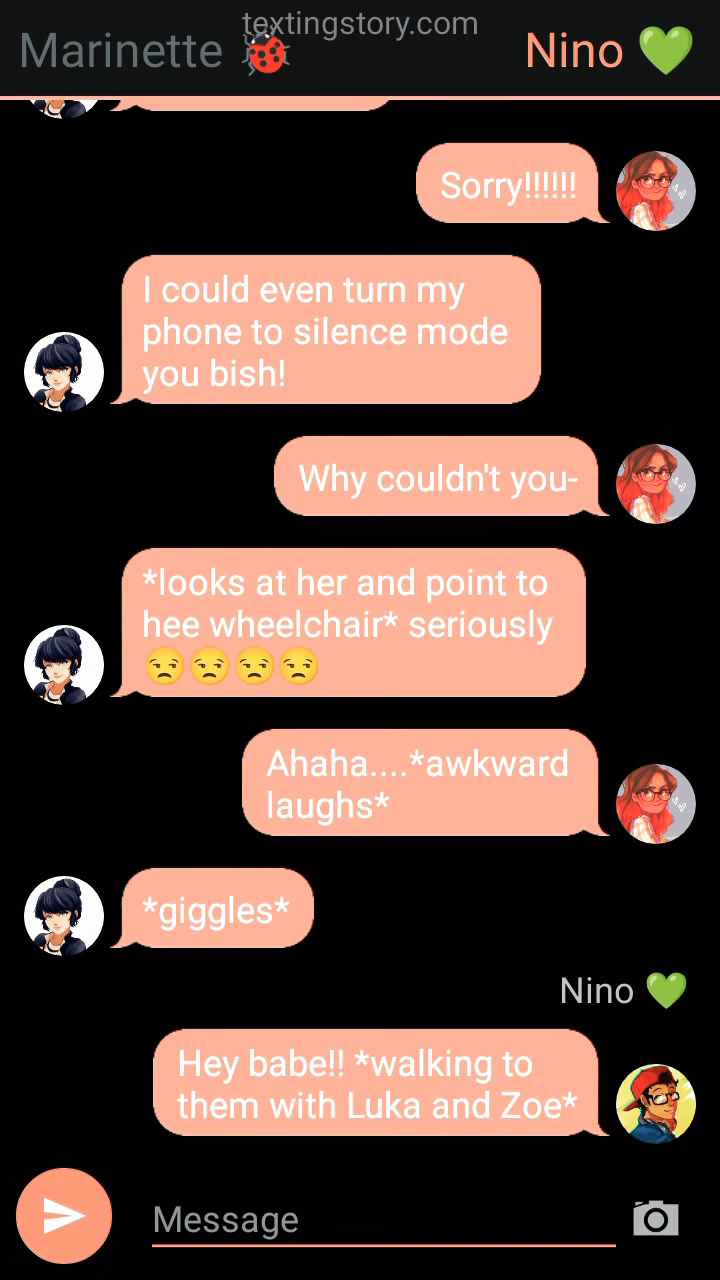 textingstory.com
Marinette 🐞
Nino 💚
Sorry!!!!!!
I could even turn my
phone to silence mode
you bish!
Why couldn't you-
*looks at her and point to
hee wheelchair* seriously
😒😒😒😒
Ahaha....*awkward
laughs*
*giggles*
Nino 💚
Hey babe!! *walking to
them with Luka and Zoe*
Message